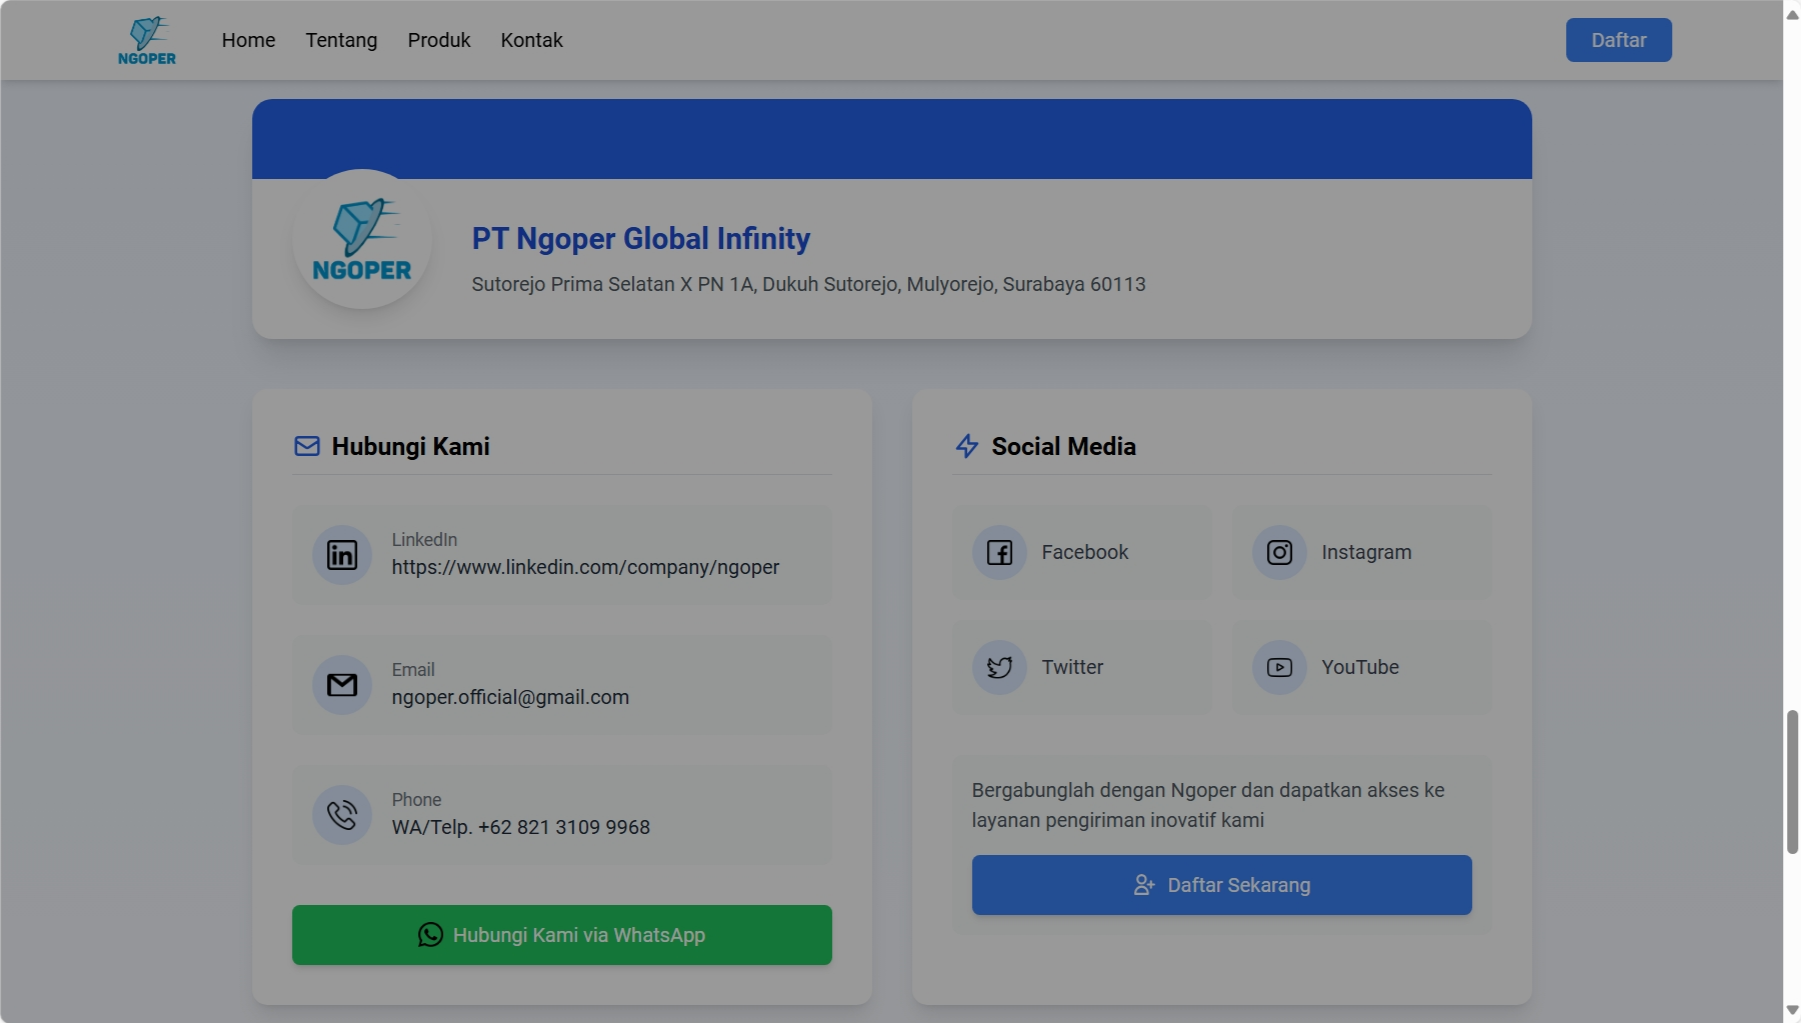 NGOPER
Home
Tentang
Produk
Kontak
Daftar
NGOPER
PT Ngoper Global Infinity
Sutorejo Prima Selatan X PN 1A, Dukuh Sutorejo, Mulyorejo, Surabaya 60113
Hubungi Kami
LinkedIn
https://www.linkedin.com/company/ngoper
Email
ngoper.official@gmail.com
Phone
WA/Telp. +62 821 3109 9968
Hubungi Kami via WhatsApp
Social Media
Facebook
Instagram
Twitter
YouTube
Bergabunglah dengan Ngoper dan dapatkan akses ke
layanan pengiriman inovatif kami
Daftar Sekarang